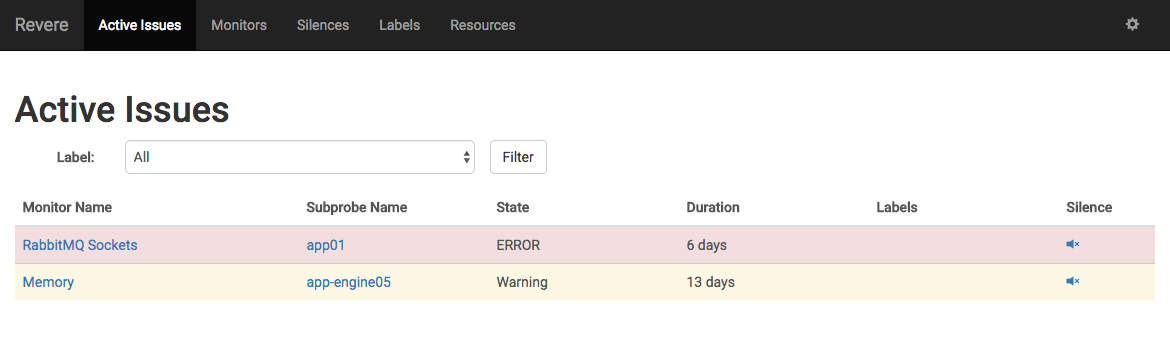 Revere Active Issues Monitors Silences Labels Resources
Active Issues
Label: All Filter
Monitor Name Subprobe Name State Duration Labels Silence
RabbitMQ Sockets app01 ERROR 6 days
Memory app-engine05 Warning 13 days